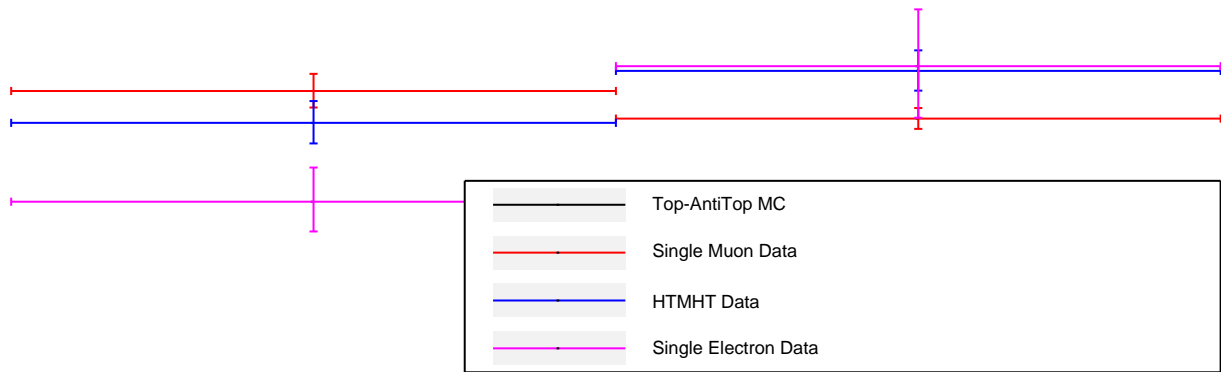 Top-AntiTop MC
Single Muon Data
HTMHT Data
Single Electron Data